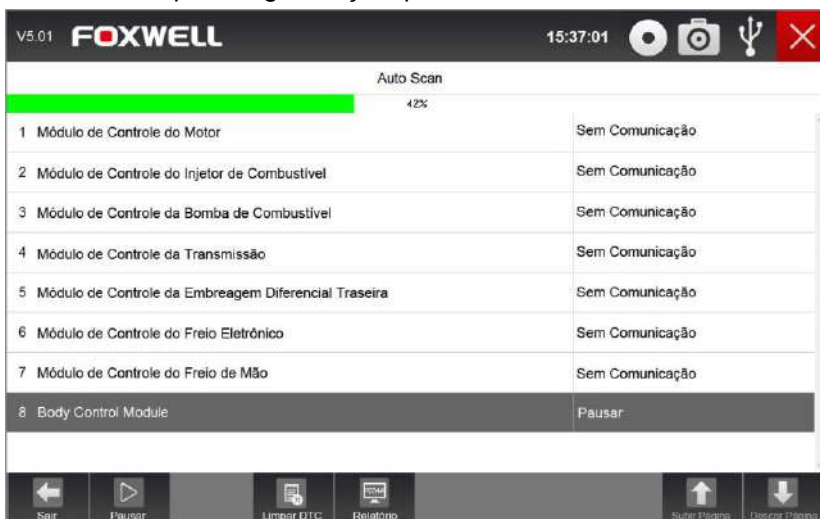 V5.01 FOXWELL 15:37:01
Auto Scan
42%
1 Módulo de Controle do Motor Sem Comunicação
2 Módulo de Controle do Injetor de Combustível Sem Comunicação
3 Módulo de Controle da Bomba de Combustível Sem Comunicação
4 Módulo de Controle da Transmissão Sem Comunicação
5 Módulo de Controle da Embreagem Diferencial Traseira Sem Comunicação
6 Módulo de Controle do Freio Eletrônico Sem Comunicação
7 Módulo de Controle do Freio de Mão Sem Comunicação
8 Body Control Module Pausar
Sair Pausar Limpar DTC Relatório Subir Página Descer Página